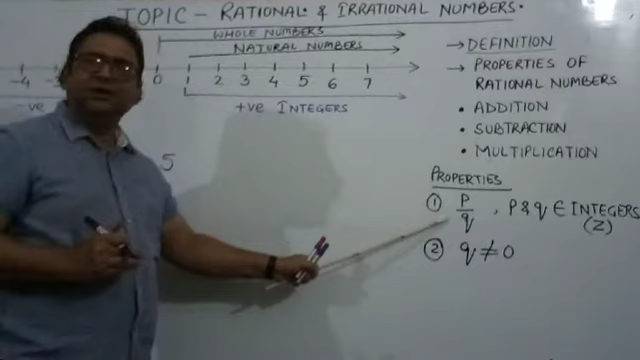 TOPIC - RATIONAL & IRRATIONAL NUMBERS.
WHOLE NUMBERS
NATURAL NUMBERS
-4 0 1 2 3 4 5 6 7
-ve +ve INTEGERS
5
→ DEFINITION
→ PROPERTIES OF
RATIONAL NUMBERS
• ADDITION
• SUBTRACTION
• MULTIPLICATION
PROPERTIES
① P/q , P & q ∈ INTEGERS
(Z)
② q ≠ 0